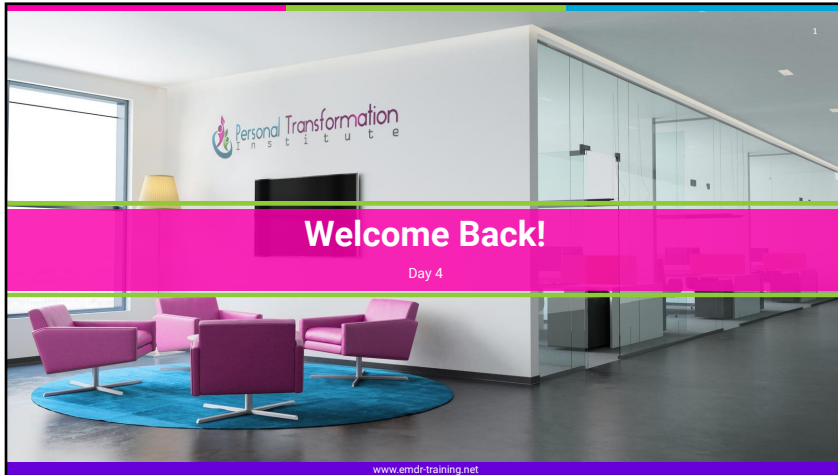 1
Personal Transformation
Institute
Welcome Back!
Day 4
www.emdr-training.net